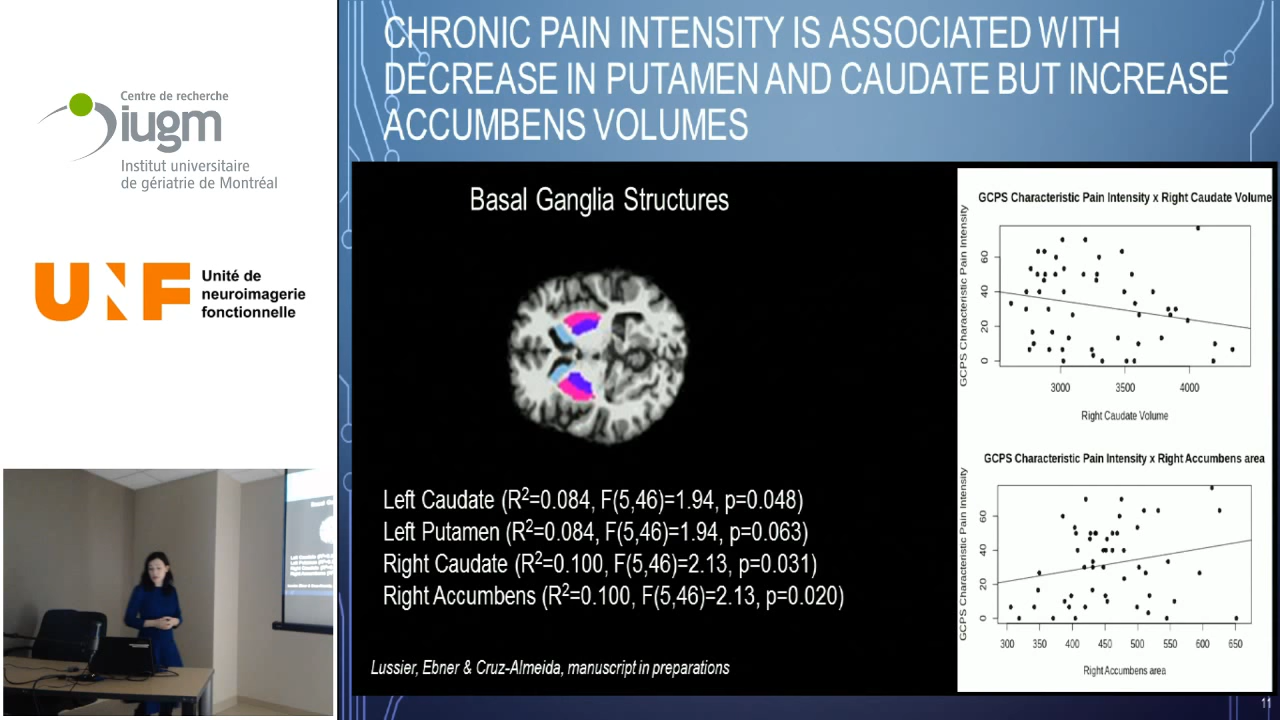 Centre de recherche
iugm
Institut universitaire
de gériatrie de Montréal
UNF
Unité de
neuroimagerie
fonctionnelle
CHRONIC PAIN INTENSITY IS ASSOCIATED WITH
DECREASE IN PUTAMEN AND CAUDATE BUT INCREASE
ACCUMBENS VOLUMES
Basal Ganglia Structures
Left Caudate (R²=0.084, F(5,46)=1.94, p=0.048)
Left Putamen (R²=0.084, F(5,46)=1.94, p=0.063)
Right Caudate (R²=0.100, F(5,46)=2.13, p=0.031)
Right Accumbens (R²=0.100, F(5,46)=2.13, p=0.020)
Lussier, Ebner & Cruz-Almeida, manuscript in preparations
GCPS Characteristic Pain Intensity x Right Caudate Volume
GCPS Characteristic Pain Intensity
0 20 40 60
3000 3500 4000
Right Caudate Volume
GCPS Characteristic Pain Intensity x Right Accumbens area
GCPS Characteristic Pain Intensity
0 20 40 60
300 350 400 450 500 550 600 650
Right Accumbens area
11